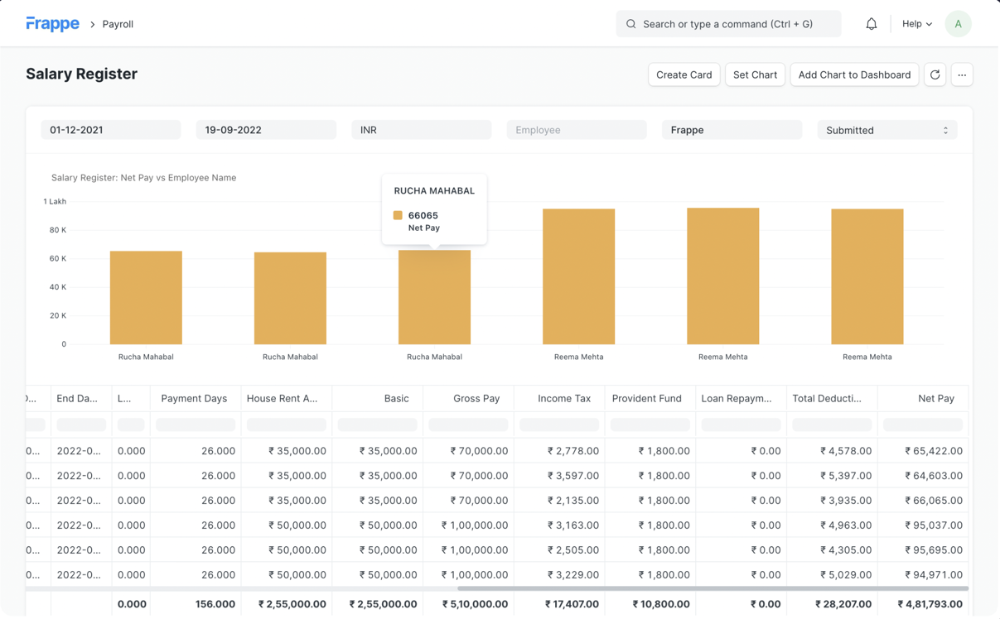 Frappe > Payroll Search or type a command (Ctrl + G) Help A
Salary Register Create Card Set Chart Add Chart to Dashboard ...
01-12-2021 19-09-2022 INR Employee Frappe Submitted
Salary Register: Net Pay vs Employee Name
RUCHA MAHABAL
66065
Net Pay
1 Lakh
80 K
60 K
40 K
20 K
0
Rucha Mahabal Rucha Mahabal Rucha Mahabal Reema Mehta Reema Mehta Reema Mehta
End Da... L... Payment Days House Rent A... Basic Gross Pay Income Tax Provident Fund Loan Repaym... Total Deducti... Net Pay
0... 2022-0... 0.000 26.000 ₹ 35,000.00 ₹ 35,000.00 ₹ 70,000.00 ₹ 2,778.00 ₹ 1,800.00 ₹ 0.00 ₹ 4,578.00 ₹ 65,422.00
0... 2022-0... 0.000 26.000 ₹ 35,000.00 ₹ 35,000.00 ₹ 70,000.00 ₹ 3,597.00 ₹ 1,800.00 ₹ 0.00 ₹ 5,397.00 ₹ 64,603.00
0... 2022-0... 0.000 26.000 ₹ 35,000.00 ₹ 35,000.00 ₹ 70,000.00 ₹ 2,135.00 ₹ 1,800.00 ₹ 0.00 ₹ 3,935.00 ₹ 66,065.00
0... 2022-0... 0.000 26.000 ₹ 50,000.00 ₹ 50,000.00 ₹ 1,00,000.00 ₹ 3,163.00 ₹ 1,800.00 ₹ 0.00 ₹ 4,963.00 ₹ 95,037.00
0... 2022-0... 0.000 26.000 ₹ 50,000.00 ₹ 50,000.00 ₹ 1,00,000.00 ₹ 2,505.00 ₹ 1,800.00 ₹ 0.00 ₹ 4,305.00 ₹ 95,695.00
0... 2022-0... 0.000 26.000 ₹ 50,000.00 ₹ 50,000.00 ₹ 1,00,000.00 ₹ 3,229.00 ₹ 1,800.00 ₹ 0.00 ₹ 5,029.00 ₹ 94,971.00
0.000 156.000 ₹ 2,55,000.00 ₹ 2,55,000.00 ₹ 5,10,000.00 ₹ 17,407.00 ₹ 10,800.00 ₹ 0.00 ₹ 28,207.00 ₹ 4,81,793.00